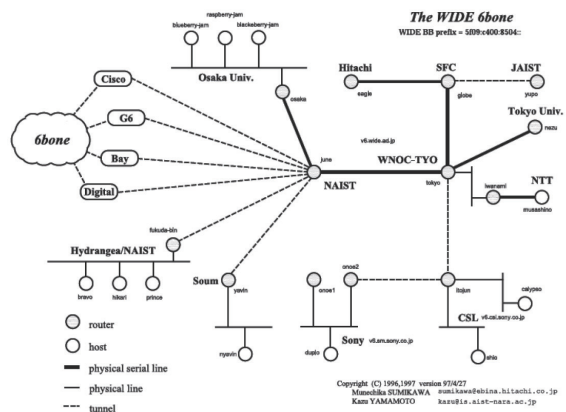 The WIDE 6bone
WIDE BB prefix = 5f09:c400:8504::
raspberry-jam
blueberry-jam
blackeberry-jam
Osaka Univ.
osaka
Hitachi
eagle
SFC
globe
JAIST
yupo
Tokyo Univ.
nezu
Cisco
G6
6bone
Bay
Digital
june
NAIST
v6.wide.ad.jp
WNOC-TYO
tokyo
iwanami
NTT
musashino
fukuda-bin
Hydrangea/NAIST
bravo
hikari
prince
Soum
yavin
nyavin
onoe1
onoe2
duplo
Sony
v6.sm.sony.co.jp
itojun
calypso
CSL
v6.csl.sony.co.jp
shio
router
host
physical serial line
physical line
tunnel
Copyright (C) 1996,1997 version 97/4/27
Munechika SUMIKAWA sumikawa@ebina.hitachi.co.jp
Kazu YAMAMOTO kazu@is.aist-nara.ac.jp